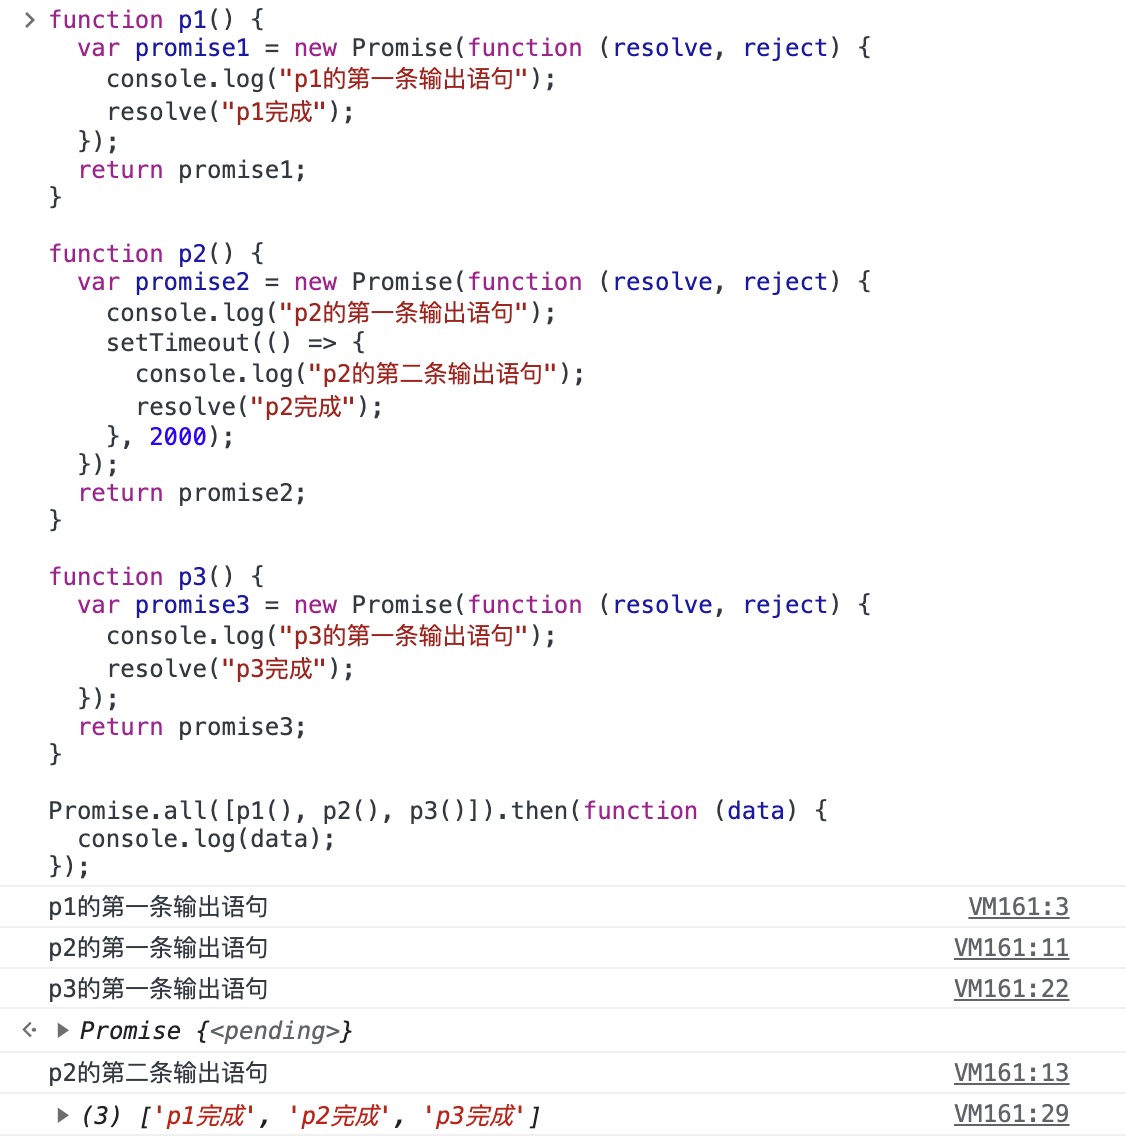 function p1() {
  var promise1 = new Promise(function (resolve, reject) {
    console.log("p1的第一条输出语句");
    resolve("p1完成");
  });
  return promise1;
}

function p2() {
  var promise2 = new Promise(function (resolve, reject) {
    console.log("p2的第一条输出语句");
    setTimeout(() => {
      console.log("p2的第二条输出语句");
      resolve("p2完成");
    }, 2000);
  });
  return promise2;
}

function p3() {
  var promise3 = new Promise(function (resolve, reject) {
    console.log("p3的第一条输出语句");
    resolve("p3完成");
  });
  return promise3;
}

Promise.all([p1(), p2(), p3()]).then(function (data) {
  console.log(data);
});
p1的第一条输出语句 VM161:3
p2的第一条输出语句 VM161:11
p3的第一条输出语句 VM161:22
Promise {<pending>}
p2的第二条输出语句 VM161:13
(3) ['p1完成', 'p2完成', 'p3完成'] VM161:29